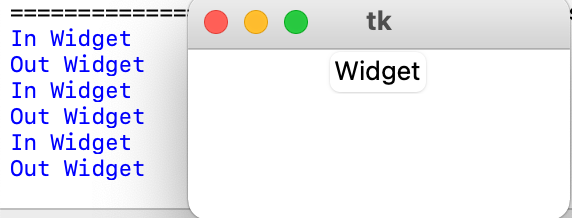 ==============
tk
In Widget
Widget
Out Widget
In Widget
Out Widget
In Widget
Out Widget